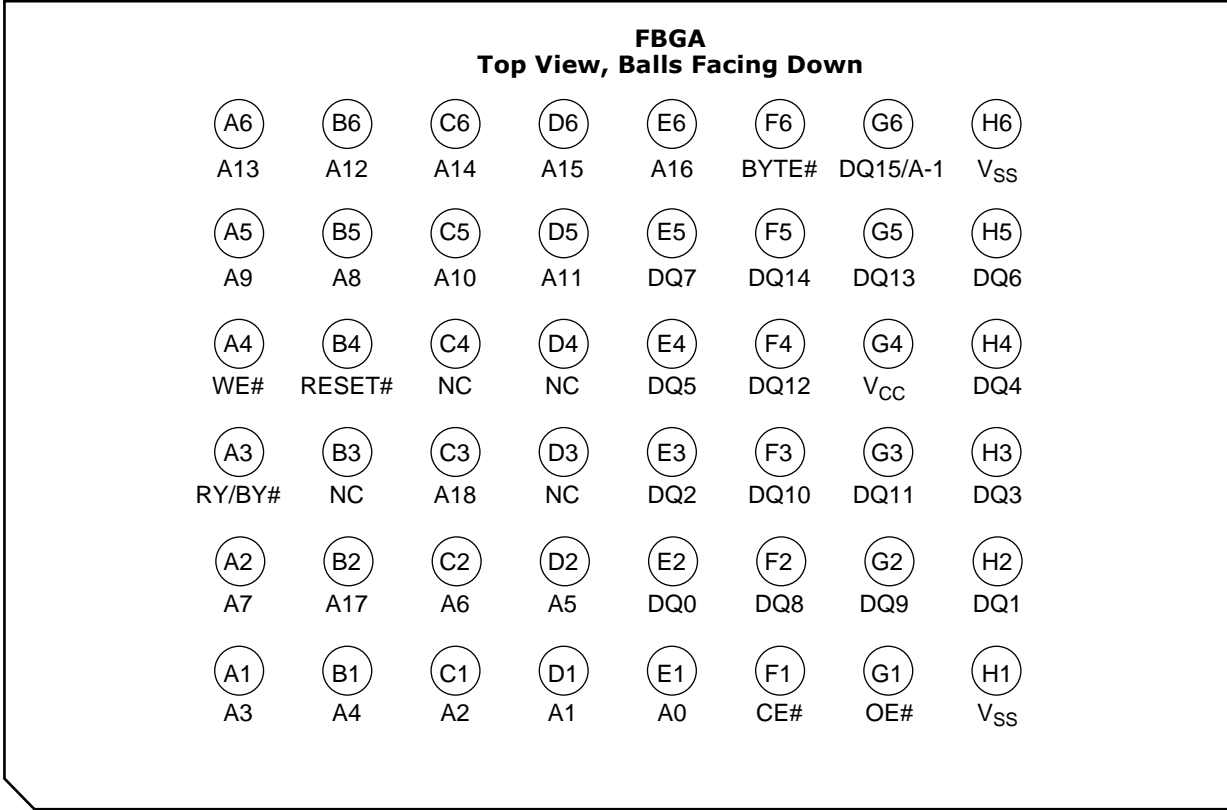 FBGA
Top View, Balls Facing Down
A6 B6 C6 D6 E6 F6 G6 H6
A13 A12 A14 A15 A16 BYTE# DQ15/A-1 VSS
A5 B5 C5 D5 E5 F5 G5 H5
A9 A8 A10 A11 DQ7 DQ14 DQ13 DQ6
A4 B4 C4 D4 E4 F4 G4 H4
WE# RESET# NC NC DQ5 DQ12 VCC DQ4
A3 B3 C3 D3 E3 F3 G3 H3
RY/BY# NC A18 NC DQ2 DQ10 DQ11 DQ3
A2 B2 C2 D2 E2 F2 G2 H2
A7 A17 A6 A5 DQ0 DQ8 DQ9 DQ1
A1 B1 C1 D1 E1 F1 G1 H1
A3 A4 A2 A1 A0 CE# OE# VSS